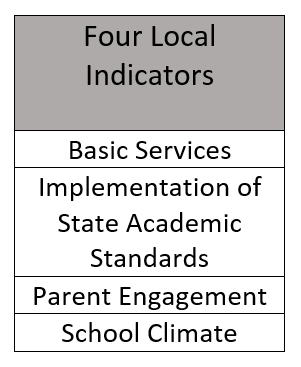 Four Local
Indicators
Basic Services
Implementation of
State Academic
Standards
Parent Engagement
School Climate